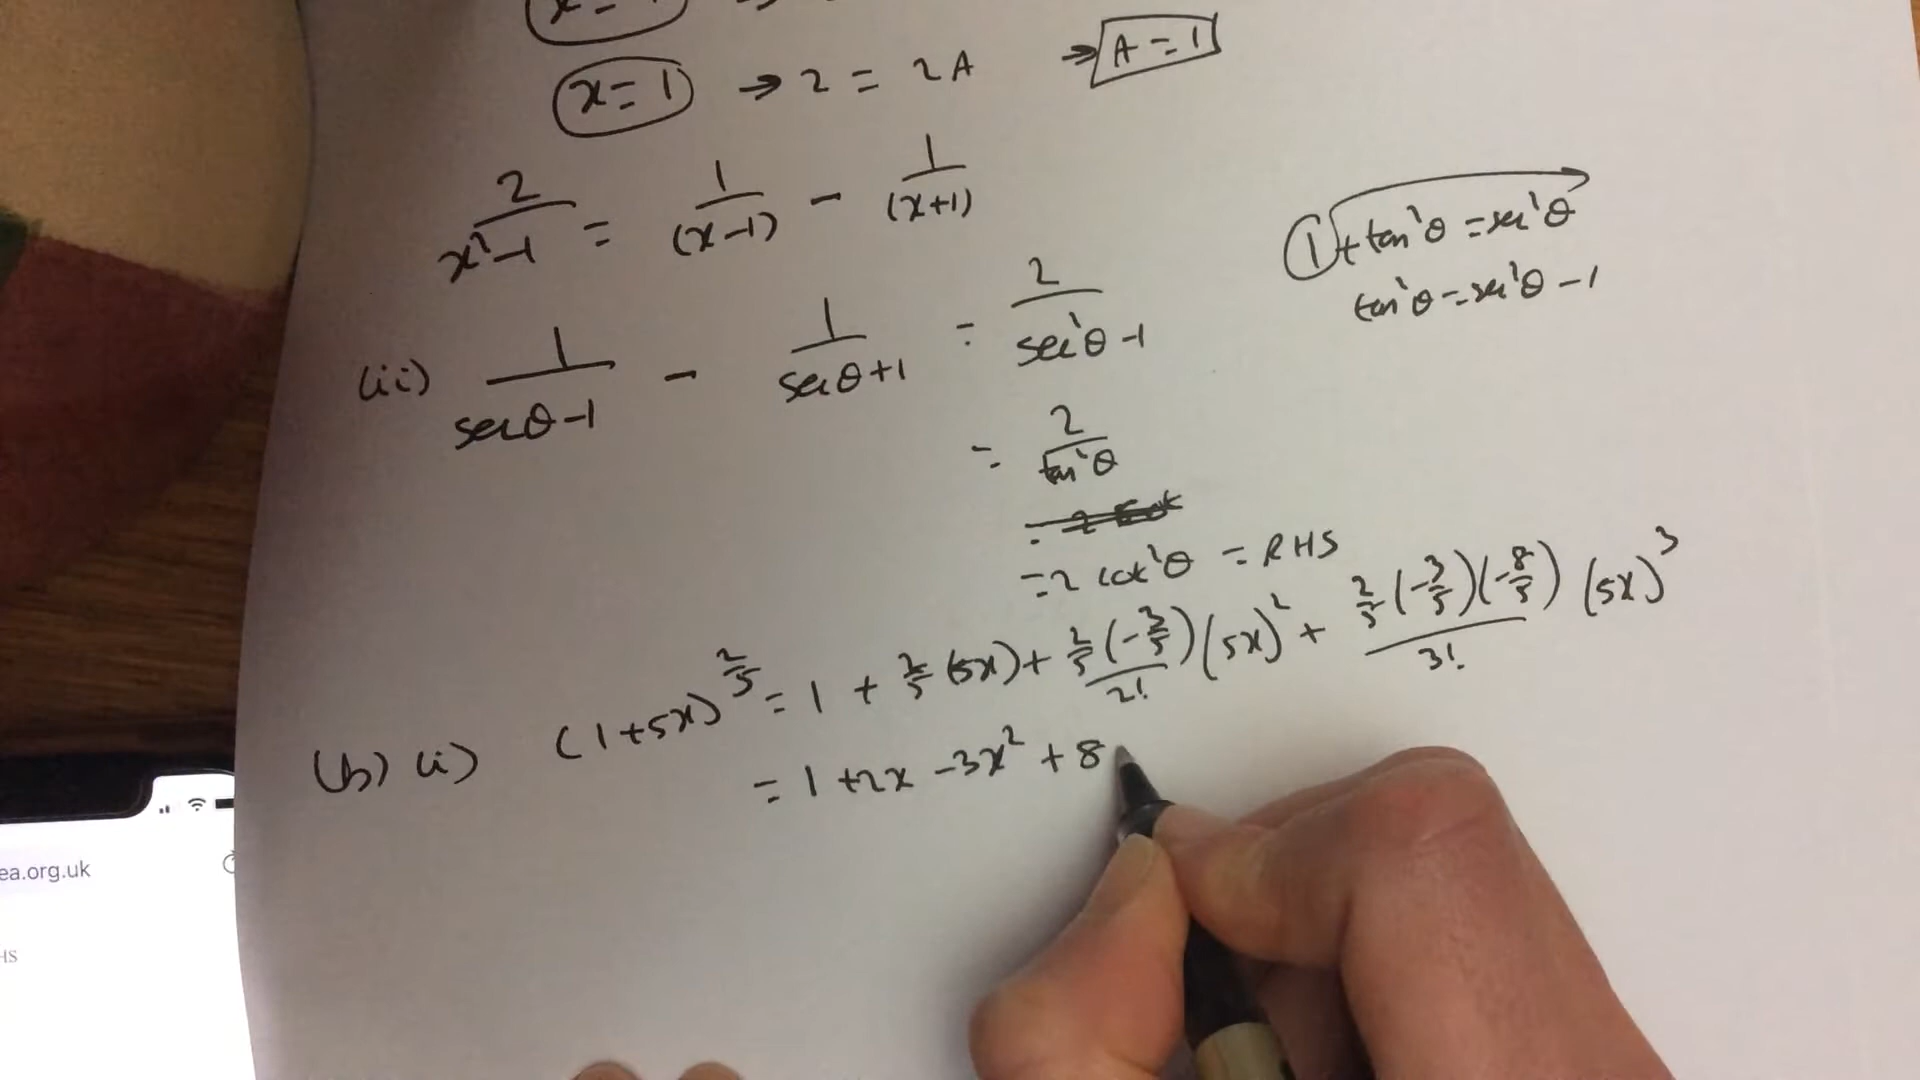 x=1 → 2 = 2A → A=1
2/(x²-1) = 1/(x-1) - 1/(x+1)
1+tan²θ=sec²θ
tan²θ=sec²θ-1
(ii) 1/(secθ-1) - 1/(secθ+1) = 2/(sec²θ-1)
= 2/tan²θ
=2 cot²θ = RHS
(b) (i) (1+5x)^(2/5) = 1 + 2/5 (5x) + (2/5(-3/5))/2! (5x)² + (2/5(-3/5)(-8/5))/3! (5x)³
= 1 +2x -3x² + 8
ea.org.uk
HS